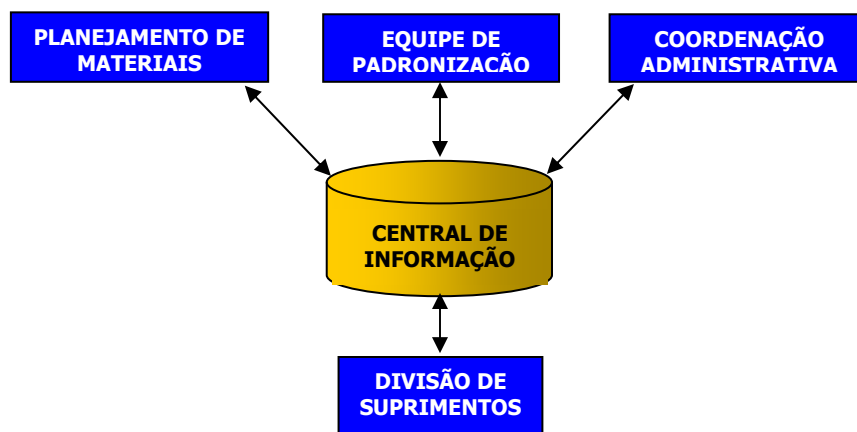 PLANEJAMENTO DE
MATERIAIS
EQUIPE DE
PADRONIZAÇÃO
COORDENAÇÃO
ADMINISTRATIVA
CENTRAL DE
INFORMAÇÃO
DIVISÃO DE
SUPRIMENTOS